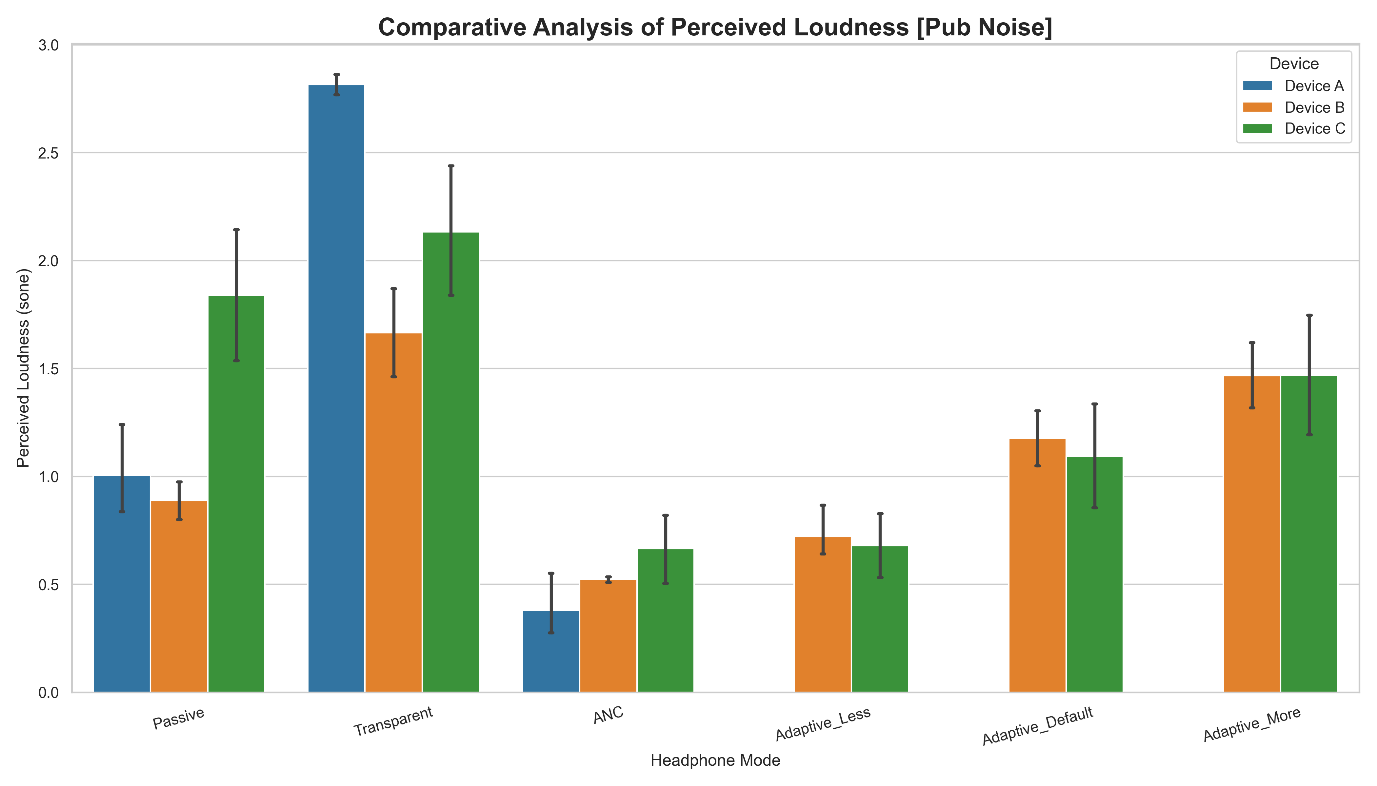 Comparative Analysis of Perceived Loudness [Pub Noise]
Device
Device A
Device B
Device C
Perceived Loudness (sone)
3.0
2.5
2.0
1.5
1.0
0.5
0.0
Passive
Transparent
ANC
Adaptive_Less
Adaptive_Default
Adaptive_More
Headphone Mode